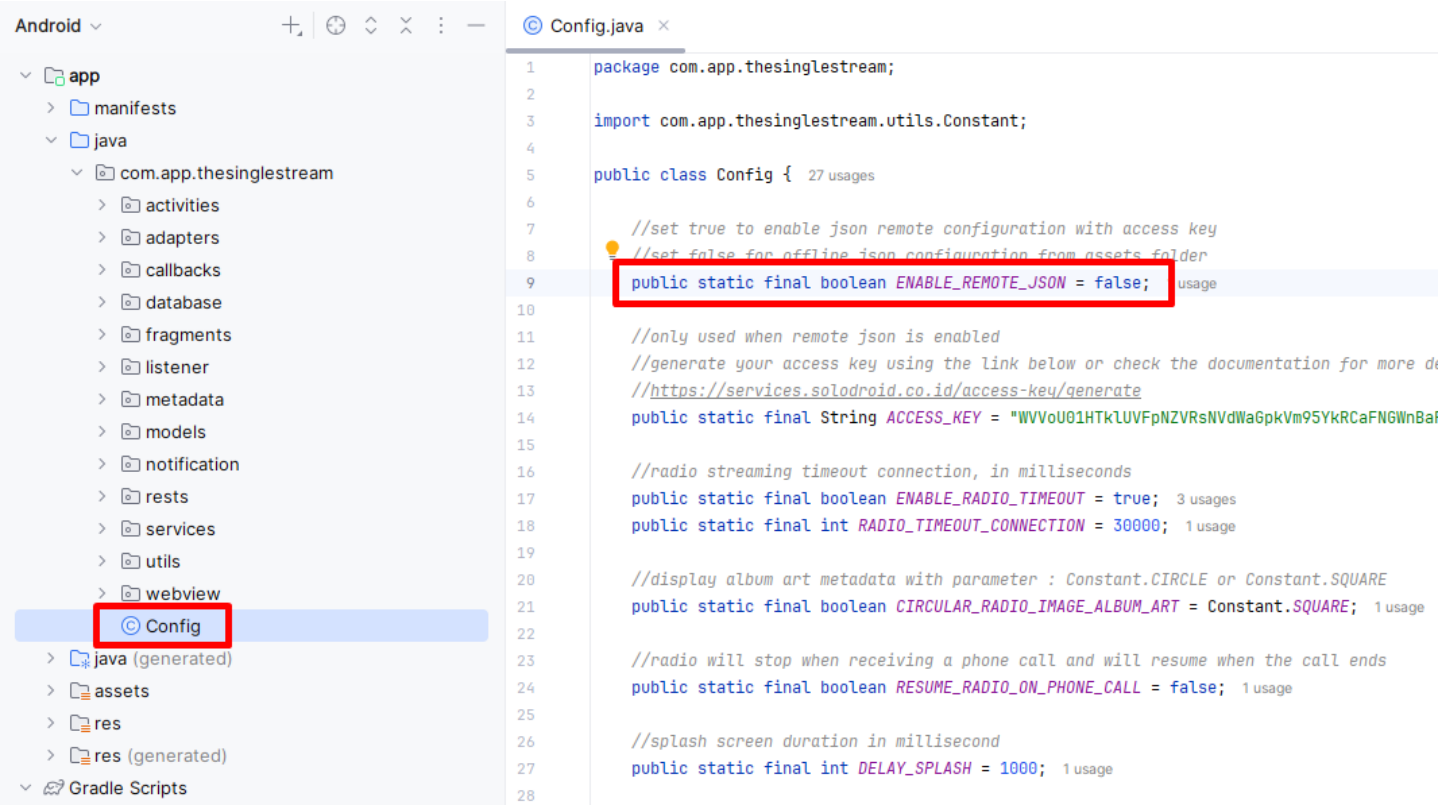 Android
Config.java
app
manifests
java
com.app.thesinglestream
activities
adapters
callbacks
database
fragments
listener
metadata
models
notification
rests
services
utils
webview
Config
java (generated)
assets
res
res (generated)
Gradle Scripts
1 package com.app.thesinglestream;
2
3 import com.app.thesinglestream.utils.Constant;
4
5 public class Config { 27 usages
6
7 //set true to enable json remote configuration with access key
8 //set false for offline json configuration from assets folder
9 public static final boolean ENABLE_REMOTE_JSON = false; usage
10
11 //only used when remote json is enabled
12 //generate your access key using the link below or check the documentation for more de
13 //https://services.solodroid.co.id/access-key/generate
14 public static final String ACCESS_KEY = "WVVoU01HTklUVFpNZVRsNVdWaGpkVm95YkRCaFNGWnBaR
15
16 //radio streaming timeout connection, in milliseconds
17 public static final boolean ENABLE_RADIO_TIMEOUT = true; 3 usages
18 public static final int RADIO_TIMEOUT_CONNECTION = 30000; 1 usage
19
20 //display album art metadata with parameter : Constant.CIRCLE or Constant.SQUARE
21 public static final boolean CIRCULAR_RADIO_IMAGE_ALBUM_ART = Constant.SQUARE; 1 usage
22
23 //radio will stop when receiving a phone call and will resume when the call ends
24 public static final boolean RESUME_RADIO_ON_PHONE_CALL = false; 1 usage
25
26 //splash screen duration in millisecond
27 public static final int DELAY_SPLASH = 1000; 1 usage
28